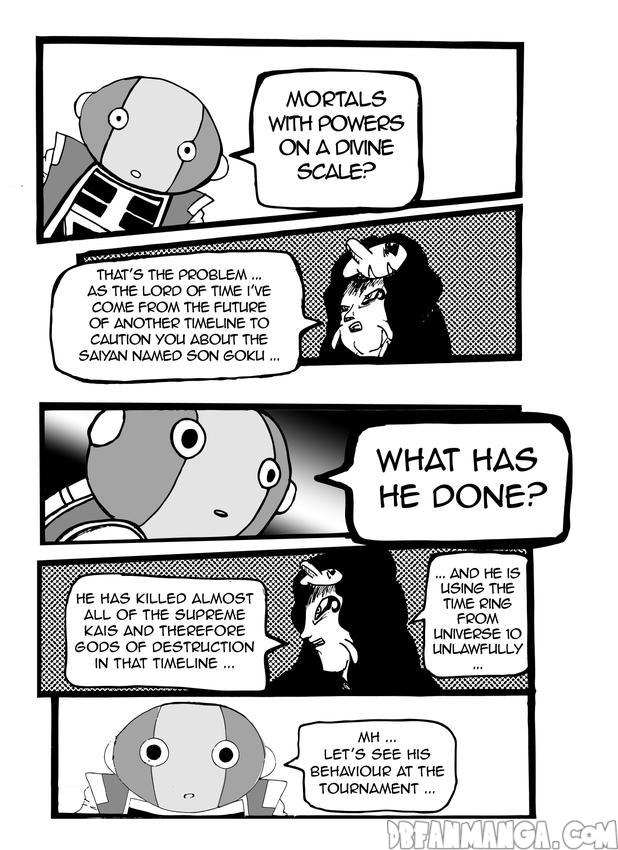 MORTALS
WITH POWERS
ON A DIVINE
SCALE?
THAT'S THE PROBLEM ...
AS THE LORD OF TIME I'VE
COME FROM THE FUTURE
OF ANOTHER TIMELINE TO
CAUTION YOU ABOUT THE
SAIYAN NAMED SON GOKU ...
WHAT HAS
HE DONE?
HE HAS KILLED ALMOST
ALL OF THE SUPREME
KAIS AND THEREFORE
GODS OF DESTRUCTION
IN THAT TIMELINE ...
... AND HE IS
USING THE
TIME RING
FROM
UNIVERSE 10
UNLAWFULLY
...
MH ...
LET'S SEE HIS
BEHAVIOUR AT THE
TOURNAMENT ...
DBFANMANGA.COM